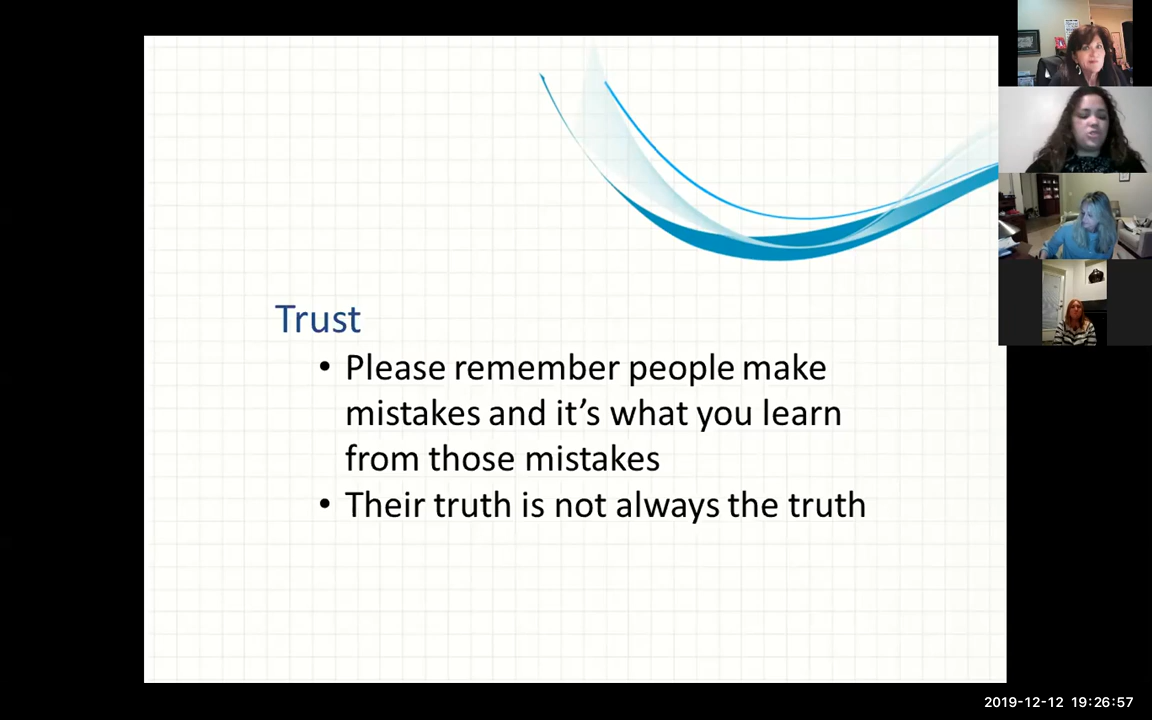 Trust
• Please remember people make
mistakes and it’s what you learn
from those mistakes
• Their truth is not always the truth
2019-12-12 19:26:57